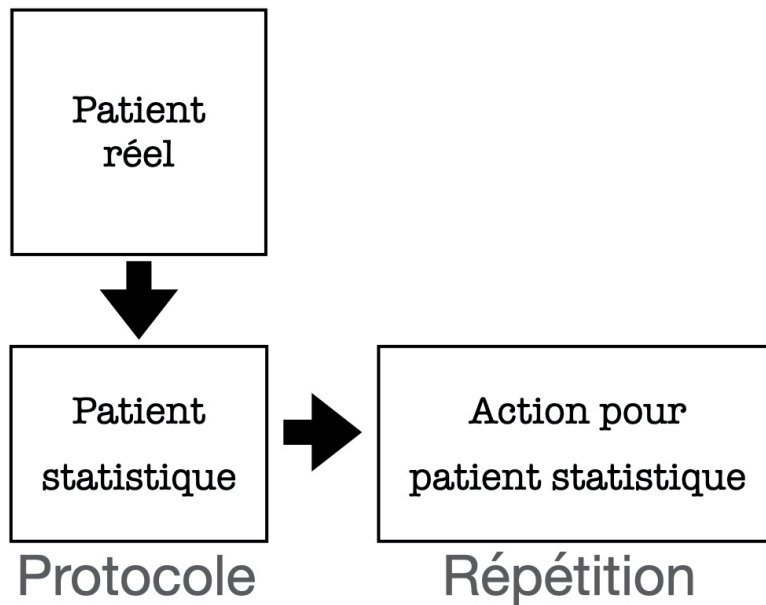 Patient
réel
Patient
statistique
Action pour
patient statistique
Protocole
Répétition